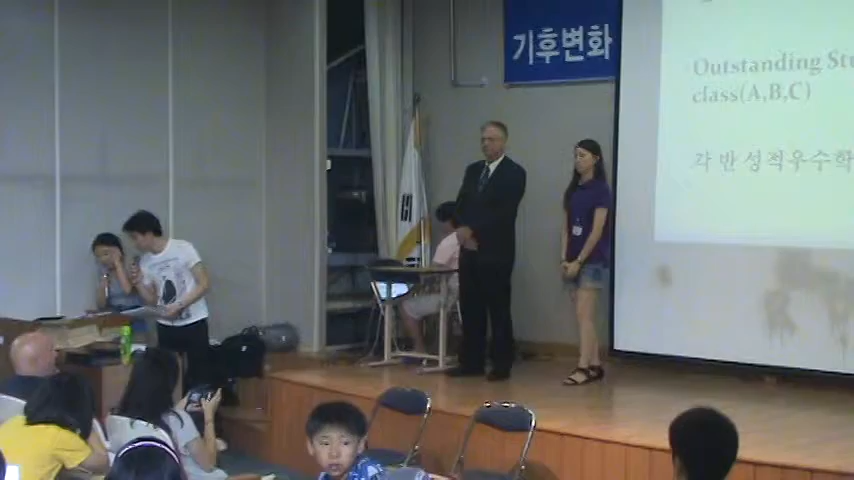 기후변화
Outstanding Stu
class(A,B,C)
각 반 성적우수학